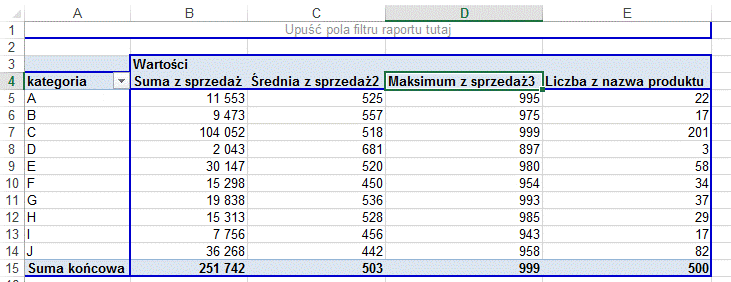 A B C D E
1 Upuść pola filtru raportu tutaj
2
3 Wartości
4 kategoria Suma z sprzedaż Średnia z sprzedaż2 Maksimum z sprzedaż3 Liczba z nazwa produktu
5 A 11 553 525 995 22
6 B 9 473 557 975 17
7 C 104 052 518 999 201
8 D 2 043 681 897 3
9 E 30 147 520 980 58
10 F 15 298 450 954 34
11 G 19 838 536 993 37
12 H 15 313 528 985 29
13 I 7 756 456 943 17
14 J 36 268 442 958 82
15 Suma końcowa 251 742 503 999 500